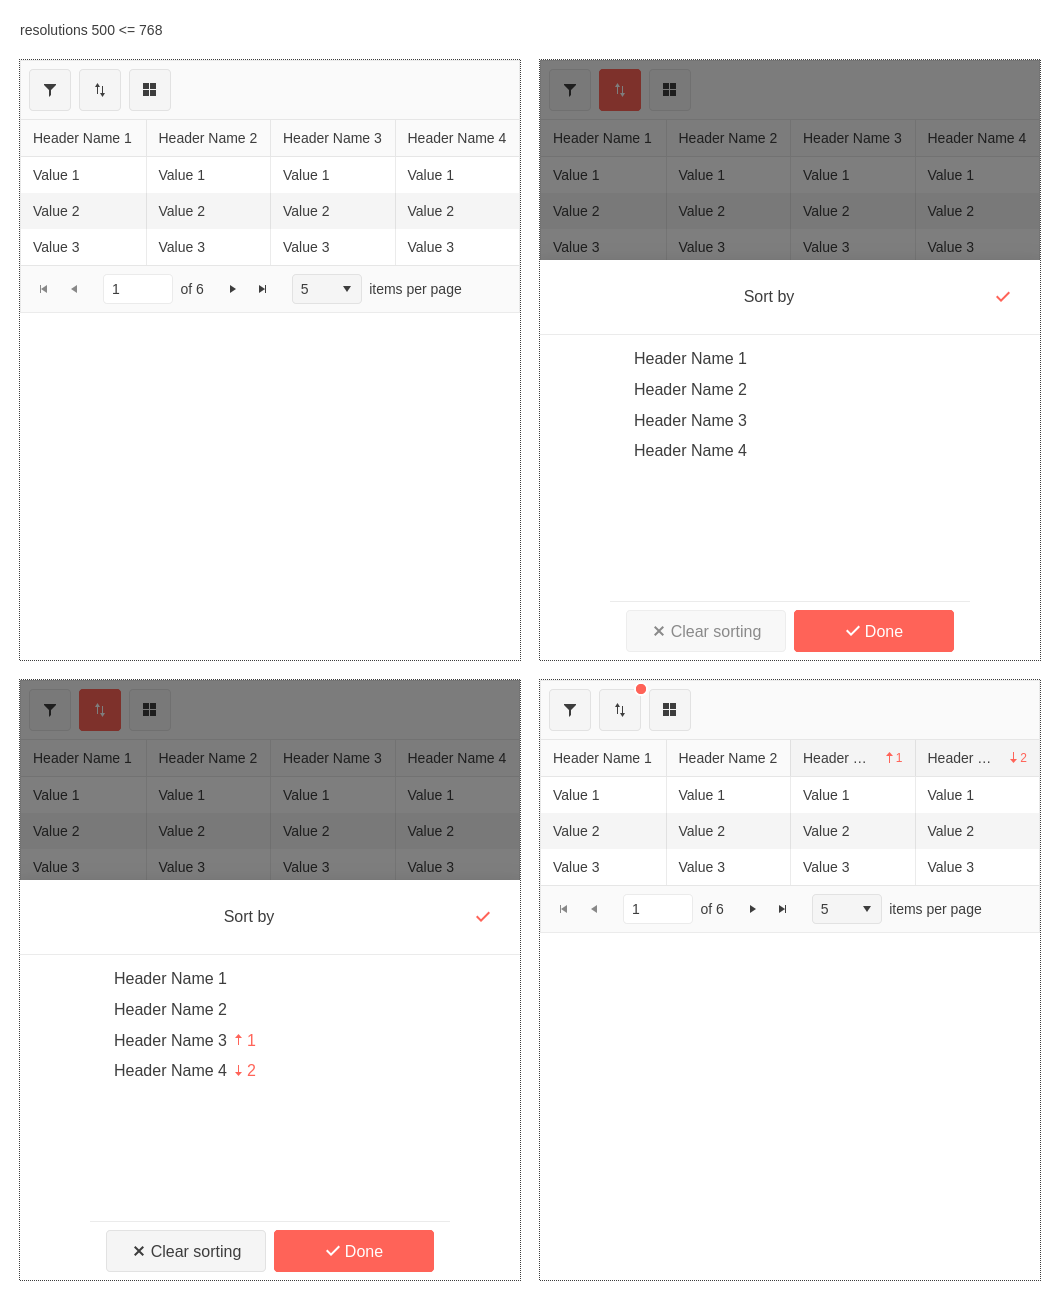 resolutions 500 <= 768
Header Name 1 Header Name 2 Header Name 3 Header Name 4
Value 1 Value 1 Value 1 Value 1
Value 2 Value 2 Value 2 Value 2
Value 3 Value 3 Value 3 Value 3
1 of 6 5 items per page
Header Name 1 Header Name 2 Header Name 3 Header Name 4
Value 1 Value 1 Value 1 Value 1
Value 2 Value 2 Value 2 Value 2
Value 3 Value 3 Value 3 Value 3
Sort by
Header Name 1
Header Name 2
Header Name 3
Header Name 4
Clear sorting Done
Header Name 1 Header Name 2 Header Name 3 Header Name 4
Value 1 Value 1 Value 1 Value 1
Value 2 Value 2 Value 2 Value 2
Value 3 Value 3 Value 3 Value 3
Sort by
Header Name 1
Header Name 2
Header Name 3 1
Header Name 4 2
Clear sorting Done
Header Name 1 Header Name 2 Header ... 1 Header ... 2
Value 1 Value 1 Value 1 Value 1
Value 2 Value 2 Value 2 Value 2
Value 3 Value 3 Value 3 Value 3
1 of 6 5 items per page